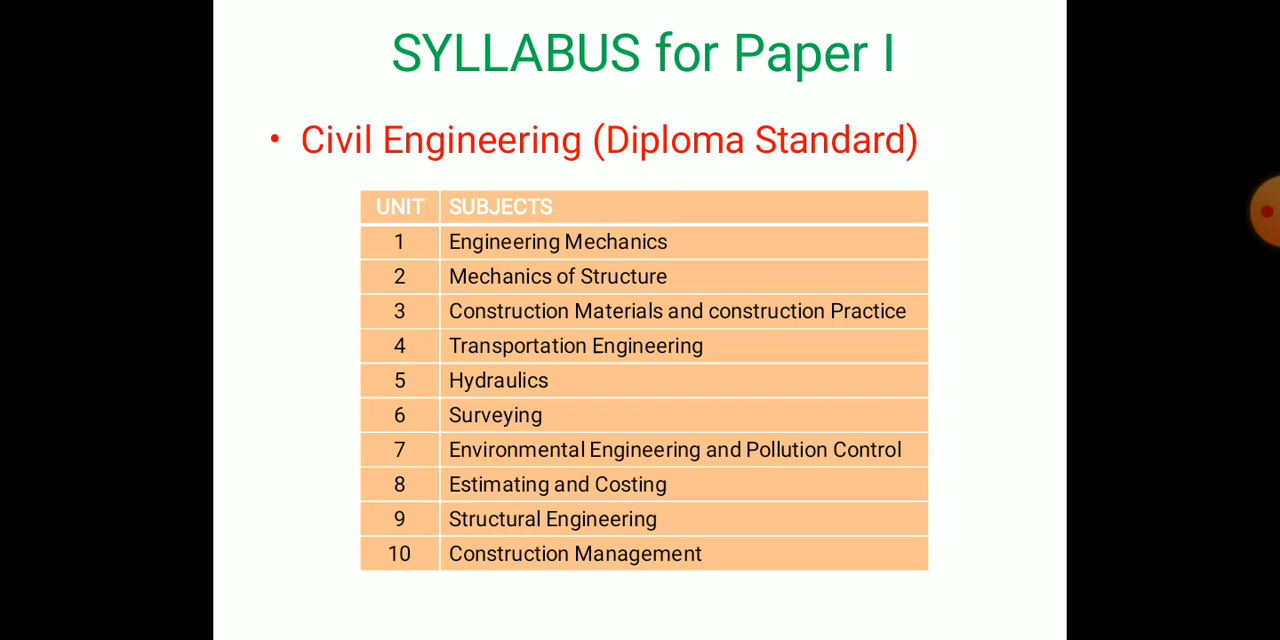 SYLLABUS for Paper I
• Civil Engineering (Diploma Standard)
UNIT SUBJECTS
1 Engineering Mechanics
2 Mechanics of Structure
3 Construction Materials and construction Practice
4 Transportation Engineering
5 Hydraulics
6 Surveying
7 Environmental Engineering and Pollution Control
8 Estimating and Costing
9 Structural Engineering
10 Construction Management